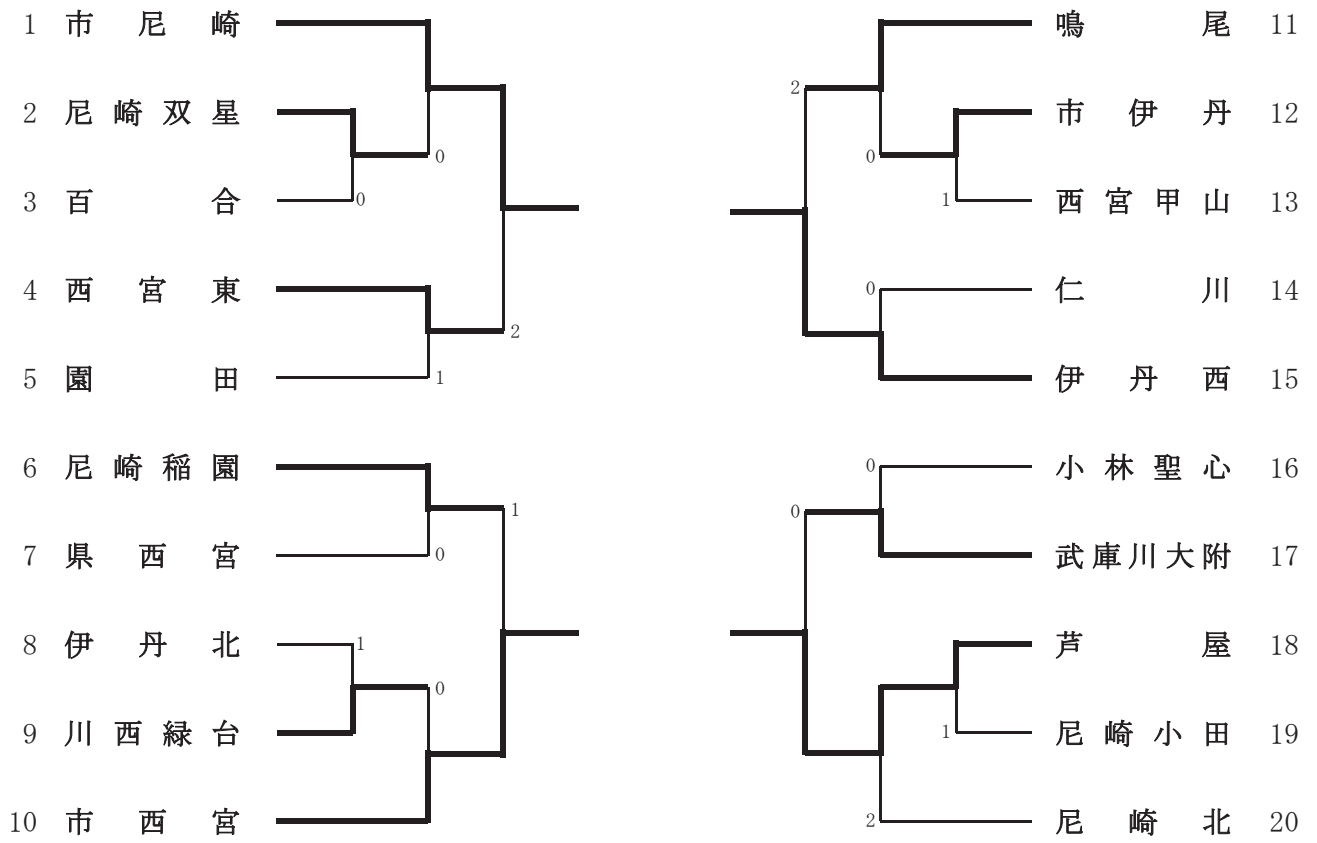 1 市尼崎
2 尼崎双星
3 百合
4 西宮東
5 園田
6 尼崎稲園
7 県西宮
8 伊丹北
9 川西緑台
10 市西宮
0
0
2
1
1
0
1
0
鳴尾 11
市伊丹 12
西宮甲山 13
仁川 14
伊丹西 15
小林聖心 16
武庫川大附 17
芦屋 18
尼崎小田 19
尼崎北 20
2
0
1
0
0
0
1
2